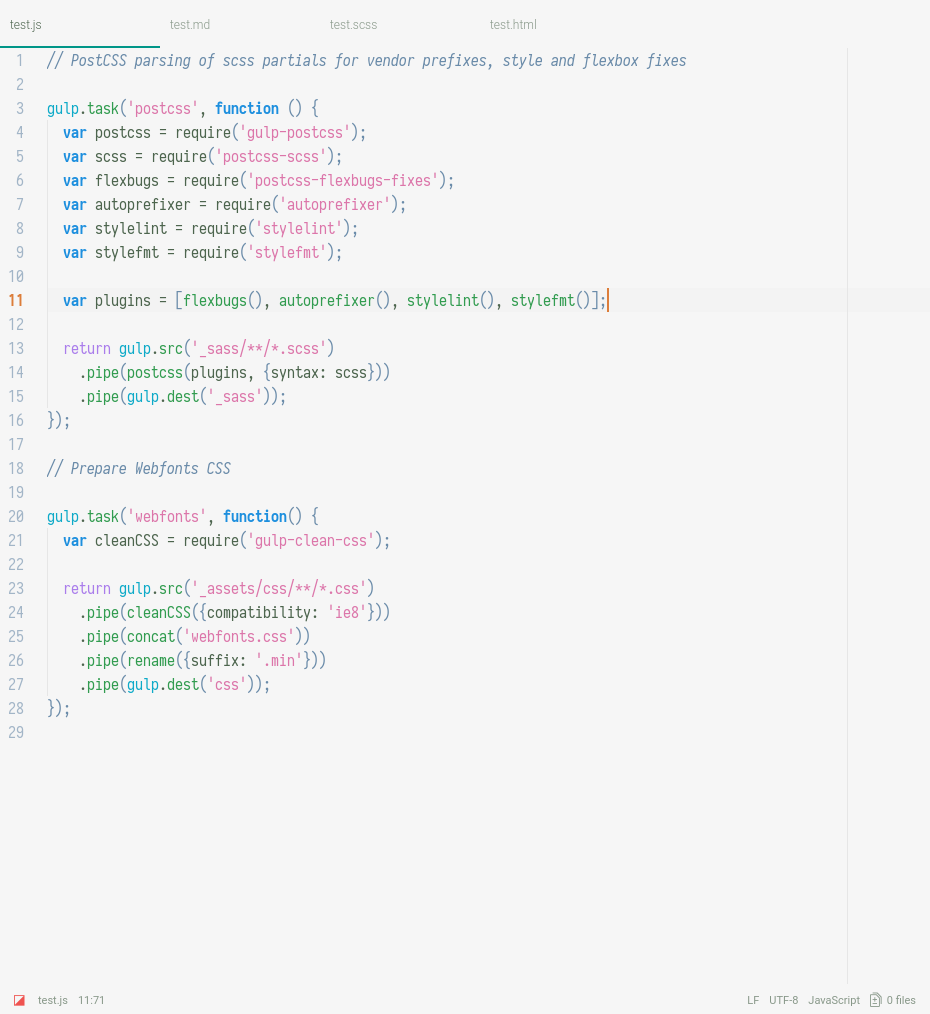 test.js test.md test.scss test.html
1 // PostCSS parsing of scss partials for vendor prefixes, style and flexbox fixes
2
3 gulp.task('postcss', function () {
4   var postcss = require('gulp-postcss');
5   var scss = require('postcss-scss');
6   var flexbugs = require('postcss-flexbugs-fixes');
7   var autoprefixer = require('autoprefixer');
8   var stylelint = require('stylelint');
9   var stylefmt = require('stylefmt');
10
11   var plugins = [flexbugs(), autoprefixer(), stylelint(), stylefmt()];
12
13   return gulp.src('_sass/**/*.scss')
14     .pipe(postcss(plugins, {syntax: scss}))
15     .pipe(gulp.dest('_sass'));
16 });
17
18 // Prepare Webfonts CSS
19
20 gulp.task('webfonts', function() {
21   var cleanCSS = require('gulp-clean-css');
22
23   return gulp.src('_assets/css/**/*.css')
24     .pipe(cleanCSS({compatibility: 'ie8'}))
25     .pipe(concat('webfonts.css'))
26     .pipe(rename({suffix: '.min'}))
27     .pipe(gulp.dest('css'));
28 });
29
test.js 11:71 LF UTF-8 JavaScript 0 files